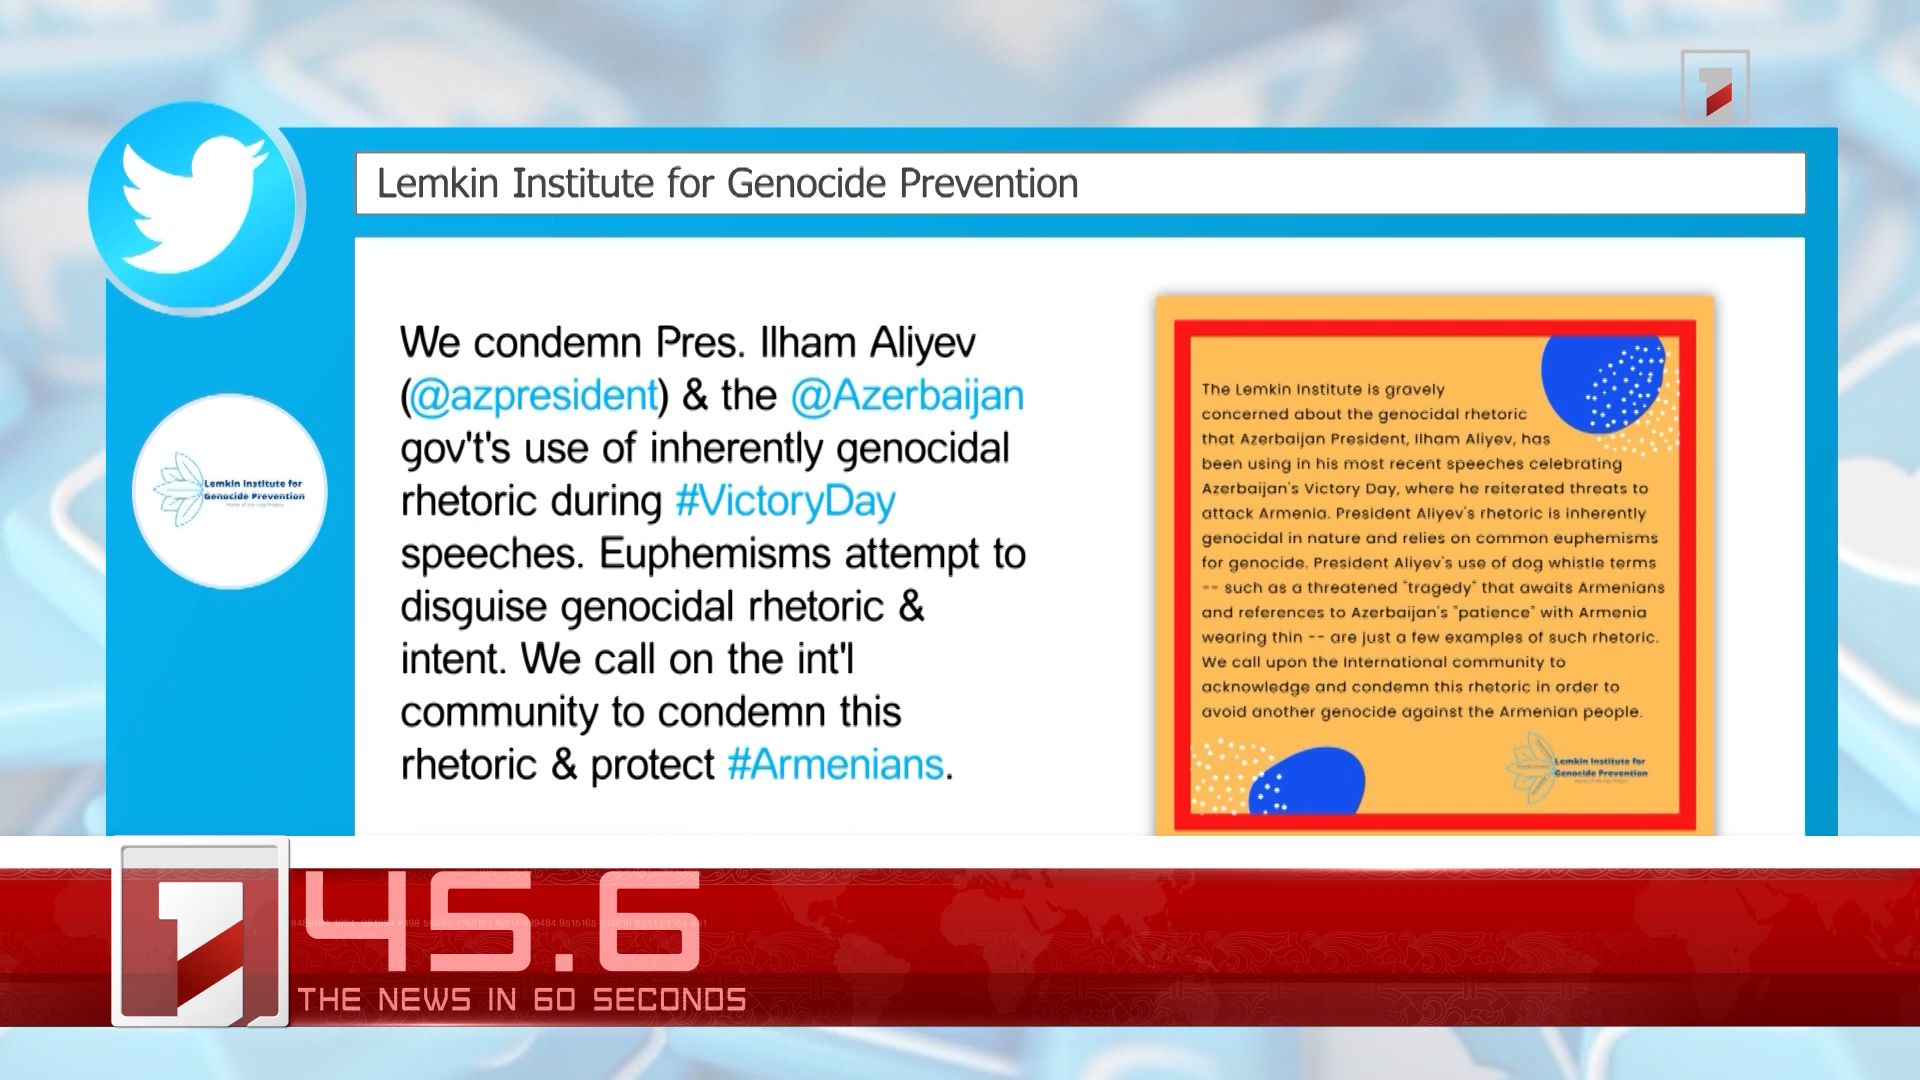 Lemkin Institute for Genocide Prevention
We condemn Pres. Ilham Aliyev
(@azpresident) & the @Azerbaijan
gov't's use of inherently genocidal
rhetoric during #VictoryDay
speeches. Euphemisms attempt to
disguise genocidal rhetoric &
intent. We call on the int'l
community to condemn this
rhetoric & protect #Armenians.
Lemkin Institute for
Genocide Prevention
The Lemkin Institute is gravely
concerned about the genocidal rhetoric
that Azerbaijan President, Ilham Aliyev, has
been using in his most recent speeches celebrating
Azerbaijan's Victory Day, where he reiterated threats to
attack Armenia. President Aliyev's rhetoric is inherently
genocidal in nature and relies on common euphemisms
for genocide. President Aliyev's use of dog whistle terms
-- such as a threatened "tragedy" that awaits Armenians
and references to Azerbaijan's "patience" with Armenia
wearing thin -- are just a few examples of such rhetoric.
We call upon the International community to
acknowledge and condemn this rhetoric in order to
avoid another genocide against the Armenian people.
Lemkin Institute for
Genocide Prevention
45.6
THE NEWS IN 60 SECONDS